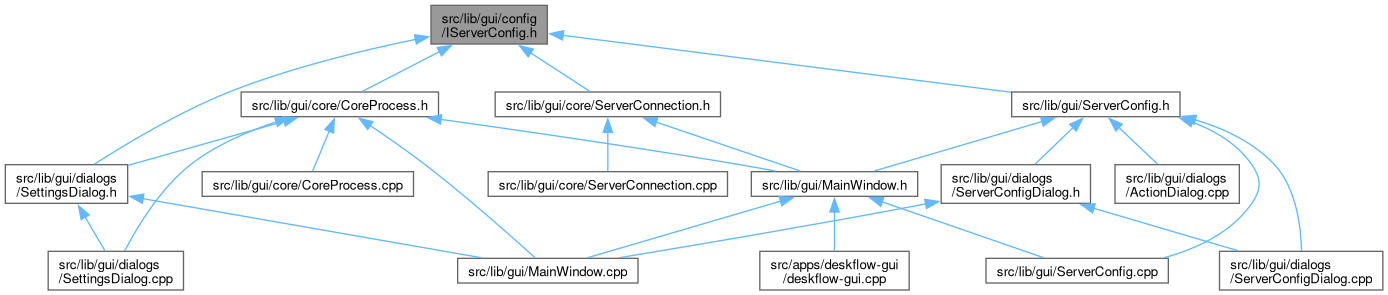 src/lib/gui/config
/IServerConfig.h
src/lib/gui/core/CoreProcess.h
src/lib/gui/core/ServerConnection.h
src/lib/gui/ServerConfig.h
src/lib/gui/dialogs
/SettingsDialog.h
src/lib/gui/core/CoreProcess.cpp
src/lib/gui/core/ServerConnection.cpp
src/lib/gui/MainWindow.h
src/lib/gui/dialogs
/ServerConfigDialog.h
src/lib/gui/dialogs
/ActionDialog.cpp
src/lib/gui/dialogs
/SettingsDialog.cpp
src/lib/gui/MainWindow.cpp
src/apps/deskflow-gui
/deskflow-gui.cpp
src/lib/gui/ServerConfig.cpp
src/lib/gui/dialogs
/ServerConfigDialog.cpp